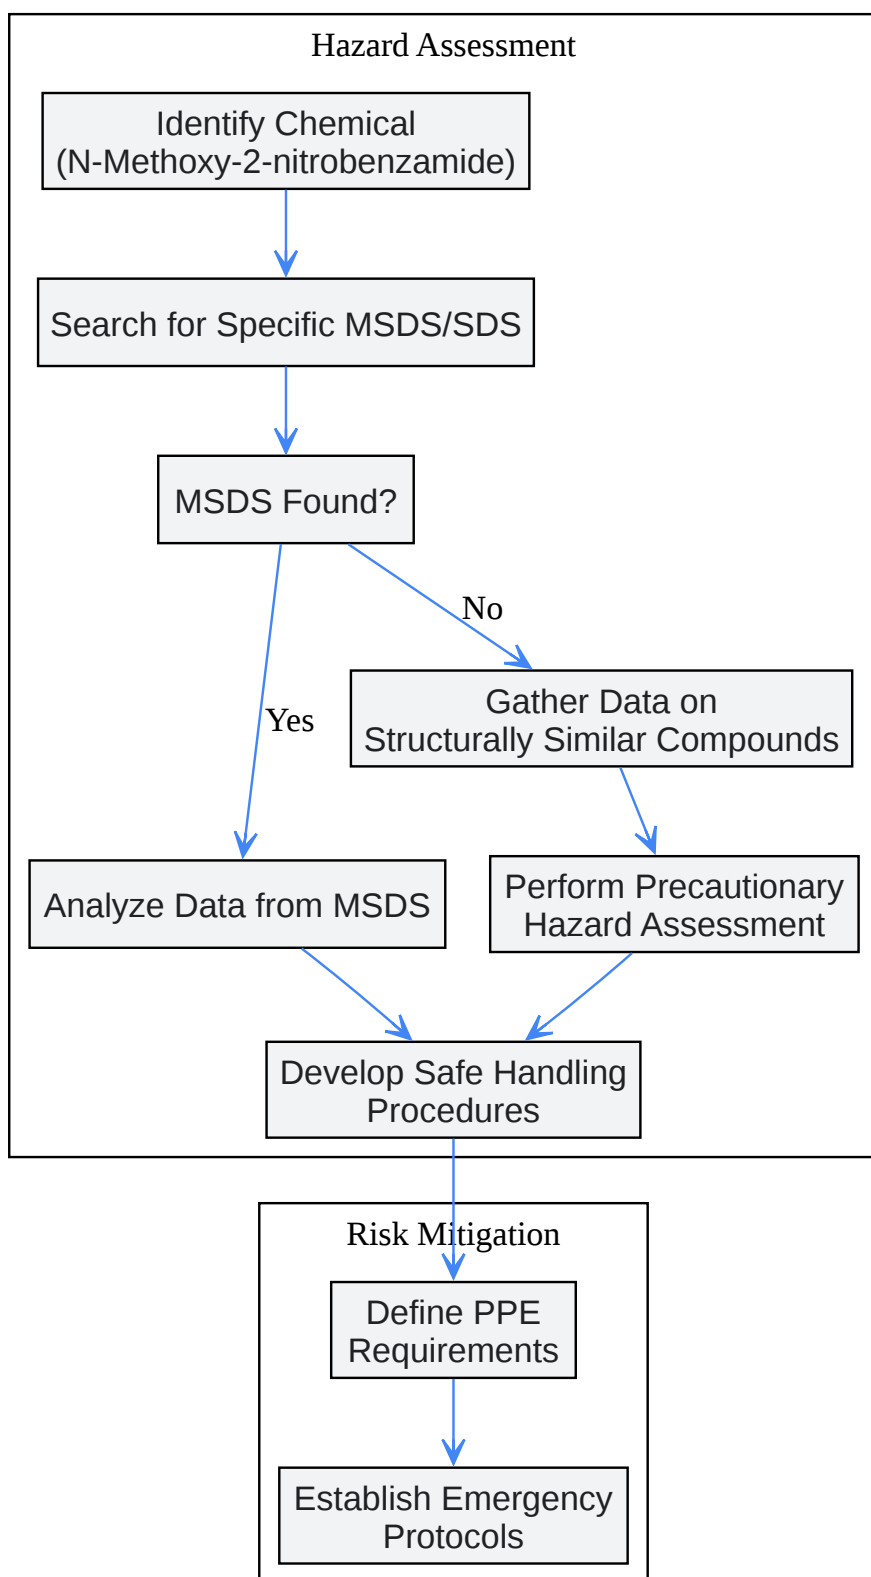 Hazard Assessment
Identify Chemical
(N-Methoxy-2-nitrobenzamide)
Search for Specific MSDS/SDS
MSDS Found?
No
Gather Data on
Structurally Similar Compounds
Yes
Analyze Data from MSDS
Perform Precautionary
Hazard Assessment
Develop Safe Handling
Procedures
Risk Mitigation
Define PPE
Requirements
Establish Emergency
Protocols